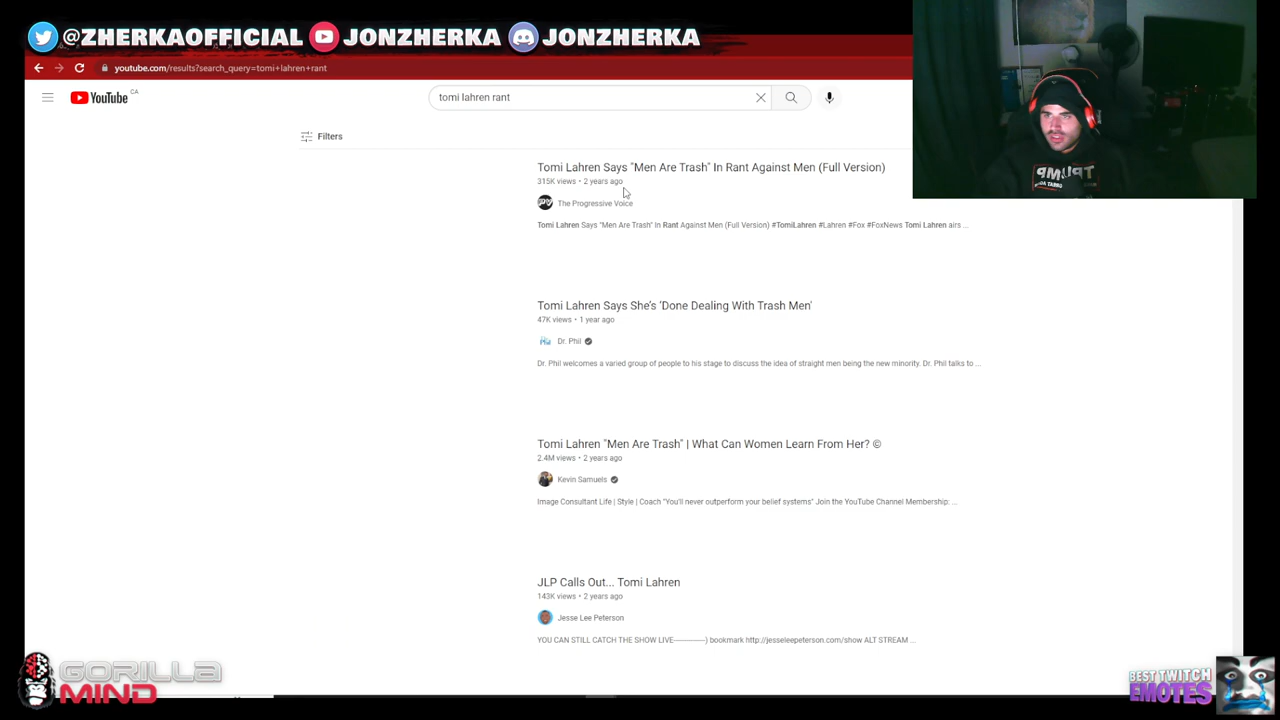 @ZHERKAOFFICIAL JONZHERKA JONZHERKA
youtube.com/results?search_query=tomi+lahren+rant
YouTube CA
tomi lahren rant
Filters
Tomi Lahren Says "Men Are Trash" In Rant Against Men (Full Version)
315K views • 2 years ago
The Progressive Voice
Tomi Lahren Says "Men Are Trash" In Rant Against Men (Full Version) #TomiLahren #Lahren #Fox #FoxNews Tomi Lahren airs ...
Tomi Lahren Says She's ‘Done Dealing With Trash Men'
47K views • 1 year ago
Dr. Phil
Dr. Phil welcomes a varied group of people to his stage to discuss the idea of straight men being the new minority. Dr. Phil talks to ...
Tomi Lahren "Men Are Trash" | What Can Women Learn From Her? ©
2.4M views • 2 years ago
Kevin Samuels
Image Consultant Life | Style | Coach "You'll never outperform your belief systems" Join the YouTube Channel Membership: ...
JLP Calls Out... Tomi Lahren
143K views • 2 years ago
Jesse Lee Peterson
YOU CAN STILL CATCH THE SHOW LIVE---------------) bookmark http://jesseleepeterson.com/show ALT STREAM ...
GORILLA
MIND
BEST TWITCH
EMOTES